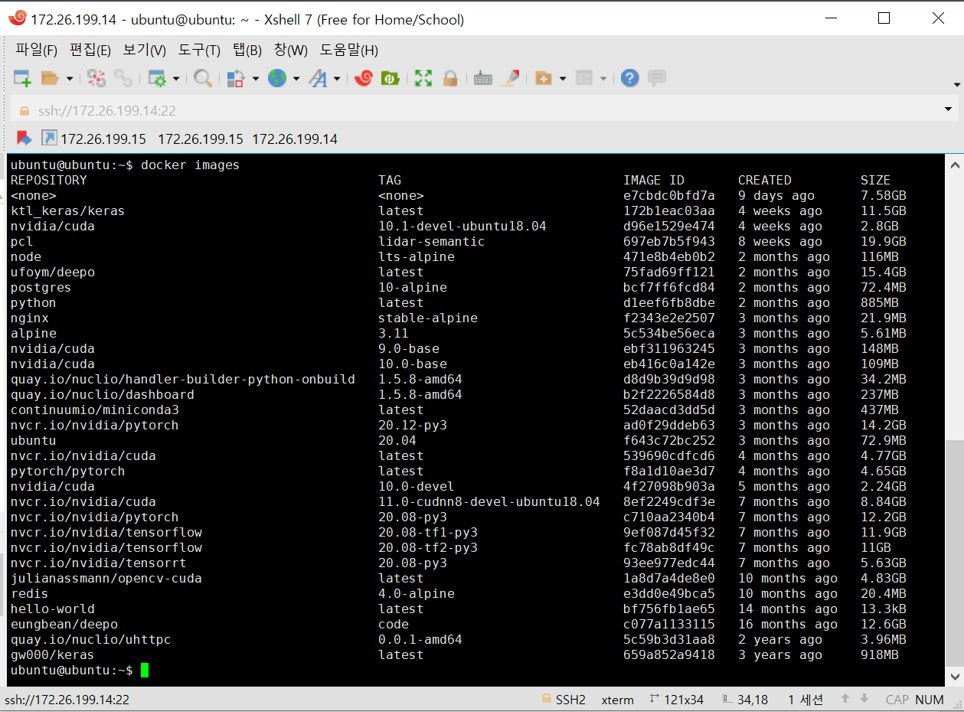 172.26.199.14 - ubuntu@ubuntu: ~ - Xshell 7 (Free for Home/School)
파일(F) 편집(E) 보기(V) 도구(T) 탭(B) 창(W) 도움말(H)
ssh://172.26.199.14:22
172.26.199.15 172.26.199.15 172.26.199.14
ubuntu@ubuntu:~$ docker images
REPOSITORY TAG IMAGE ID CREATED SIZE
<none> <none> e7cbdc0bfd7a 9 days ago 7.58GB
ktl_keras/keras latest 172b1eac03aa 4 weeks ago 11.5GB
nvidia/cuda 10.1-devel-ubuntu18.04 d96e1529e474 4 weeks ago 2.8GB
pcl lidar-semantic 697eb7b5f943 8 weeks ago 19.9GB
node lts-alpine 471e8b4eb0b2 2 months ago 116MB
ufoym/deepo latest 75fad69ff121 2 months ago 15.4GB
postgres 10-alpine bcf7ff6fcd84 2 months ago 72.4MB
python latest d1eef6fb8dbe 2 months ago 885MB
nginx stable-alpine f2343e2e2507 3 months ago 21.9MB
alpine 3.11 5c534be56eca 3 months ago 5.61MB
nvidia/cuda 9.0-base ebf311963245 3 months ago 148MB
nvidia/cuda 10.0-base eb416c0a142e 3 months ago 109MB
quay.io/nuclio/handler-builder-python-onbuild 1.5.8-amd64 d8d9b39d9d98 3 months ago 34.2MB
quay.io/nuclio/dashboard 1.5.8-amd64 b2f2226584d8 3 months ago 237MB
continuumio/miniconda3 latest 52daacd3dd5d 3 months ago 437MB
nvcr.io/nvidia/pytorch 20.12-py3 ad0f29ddeb63 3 months ago 14.2GB
ubuntu 20.04 f643c72bc252 3 months ago 72.9MB
nvcr.io/nvidia/cuda latest 539690cdfcd6 4 months ago 4.77GB
pytorch/pytorch latest f8a1d10ae3d7 4 months ago 4.65GB
nvidia/cuda 10.0-devel 4f27098b903a 5 months ago 2.24GB
nvcr.io/nvidia/cuda 11.0-cudnn8-devel-ubuntu18.04 8ef2249cdf3e 7 months ago 8.84GB
nvcr.io/nvidia/pytorch 20.08-py3 c710aa2340b4 7 months ago 12.2GB
nvcr.io/nvidia/tensorflow 20.08-tf1-py3 9ef087d45f32 7 months ago 11.9GB
nvcr.io/nvidia/tensorflow 20.08-tf2-py3 fc78ab8df49c 7 months ago 11GB
nvcr.io/nvidia/tensorrt 20.08-py3 93ee977edc44 7 months ago 5.63GB
julianassmann/opencv-cuda latest 1a8d7a4de8e0 10 months ago 4.83GB
redis 4.0-alpine e3dd0e49bca5 10 months ago 20.4MB
hello-world latest bf756fb1ae65 14 months ago 13.3kB
eungbean/deepo code c077a1133115 16 months ago 12.6GB
quay.io/nuclio/uhttpc 0.0.1-amd64 5c59b3d31aa8 2 years ago 3.96MB
gw000/keras latest 659a852a9418 3 years ago 918MB
ubuntu@ubuntu:~$
ssh://172.26.199.14:22 SSH2 xterm 121x34 34,18 1 세션 CAP NUM